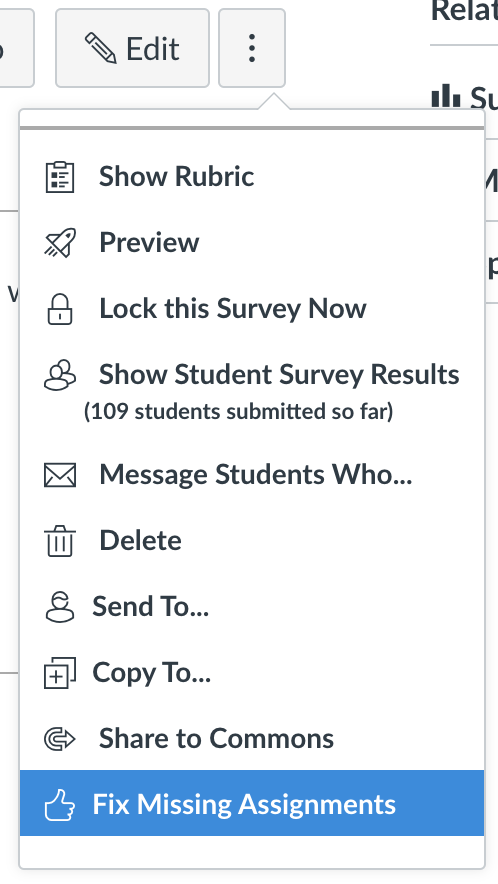 Edit
Relat
Su
Show Rubric
Preview
Lock this Survey Now
Show Student Survey Results
(109 students submitted so far)
Message Students Who...
Delete
Send To...
Copy To...
Share to Commons
Fix Missing Assignments